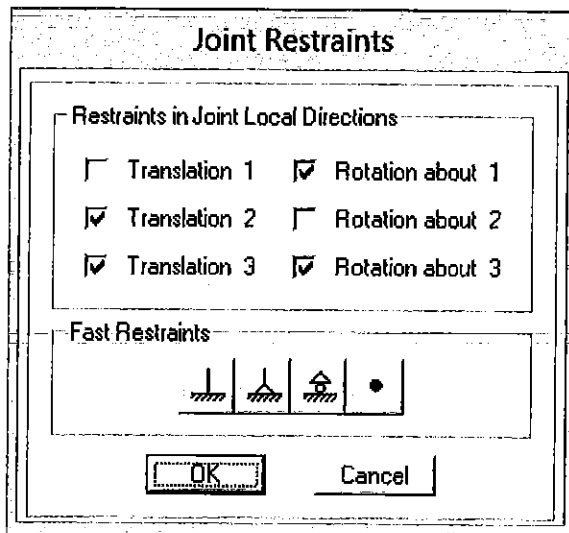 Joint Restraints
Restraints in Joint Local Directions
Translation 1 Rotation about 1
Translation 2 Rotation about 2
Translation 3 Rotation about 3
Fast Restraints
OK Cancel